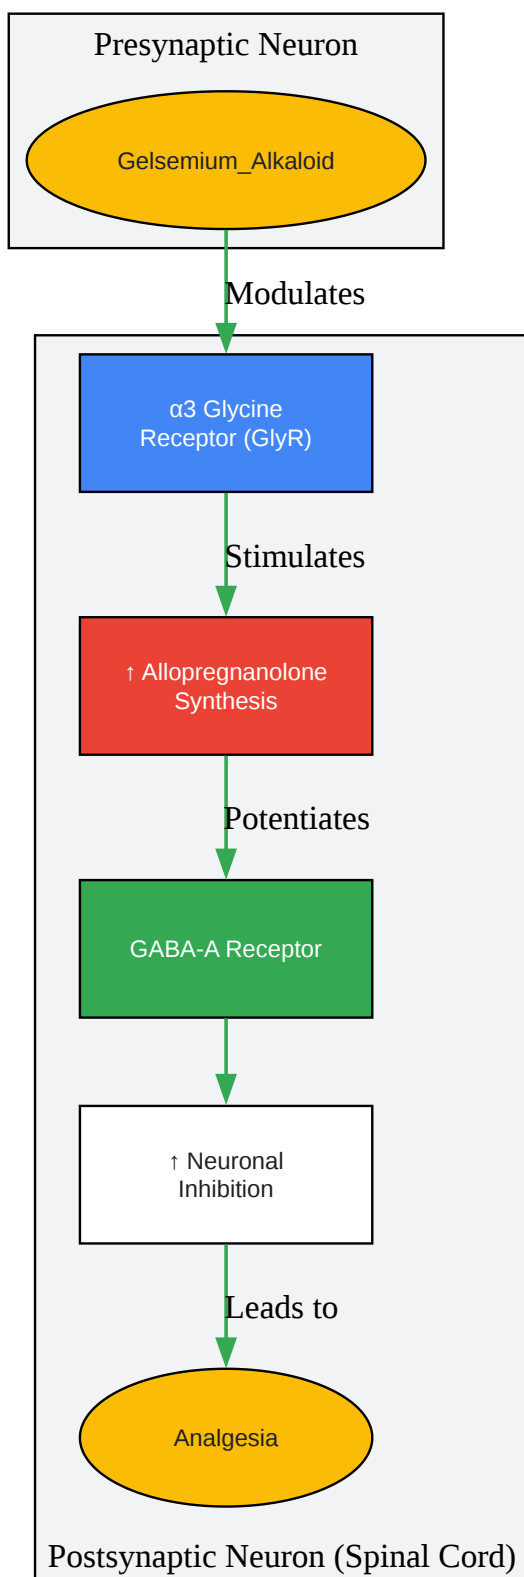 Presynaptic Neuron
Gelsemium_Alkaloid
Modulates
α3 Glycine
Receptor (GlyR)
Stimulates
↑ Allopregnanolone
Synthesis
Potentiates
GABA-A Receptor
↑ Neuronal
Inhibition
Leads to
Analgesia
Postsynaptic Neuron (Spinal Cord)